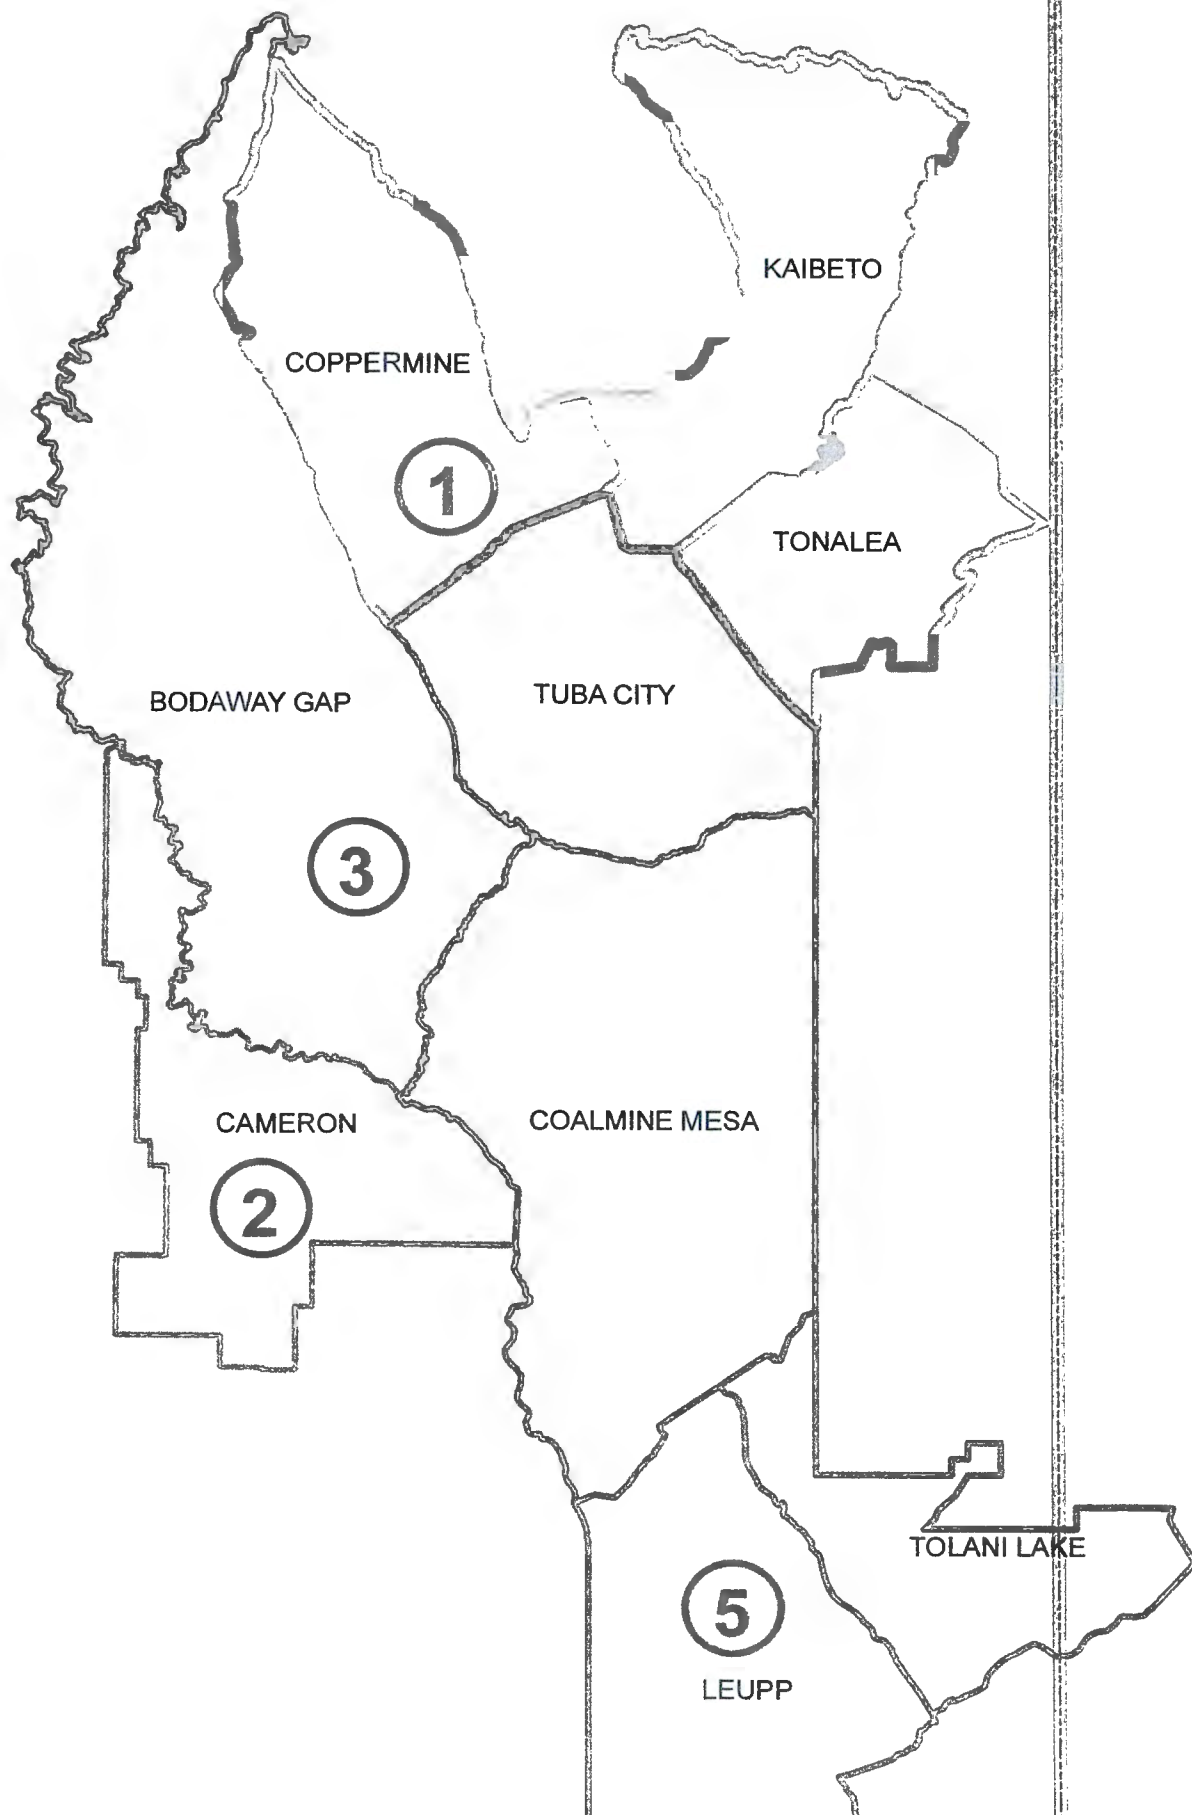 KAIBETO
COPPERMINE
1
TONALEA
TUBA CITY
BODAWAY GAP
3
CAMERON
COALMINE MESA
2
TOLANI LAKE
5
LEUPP